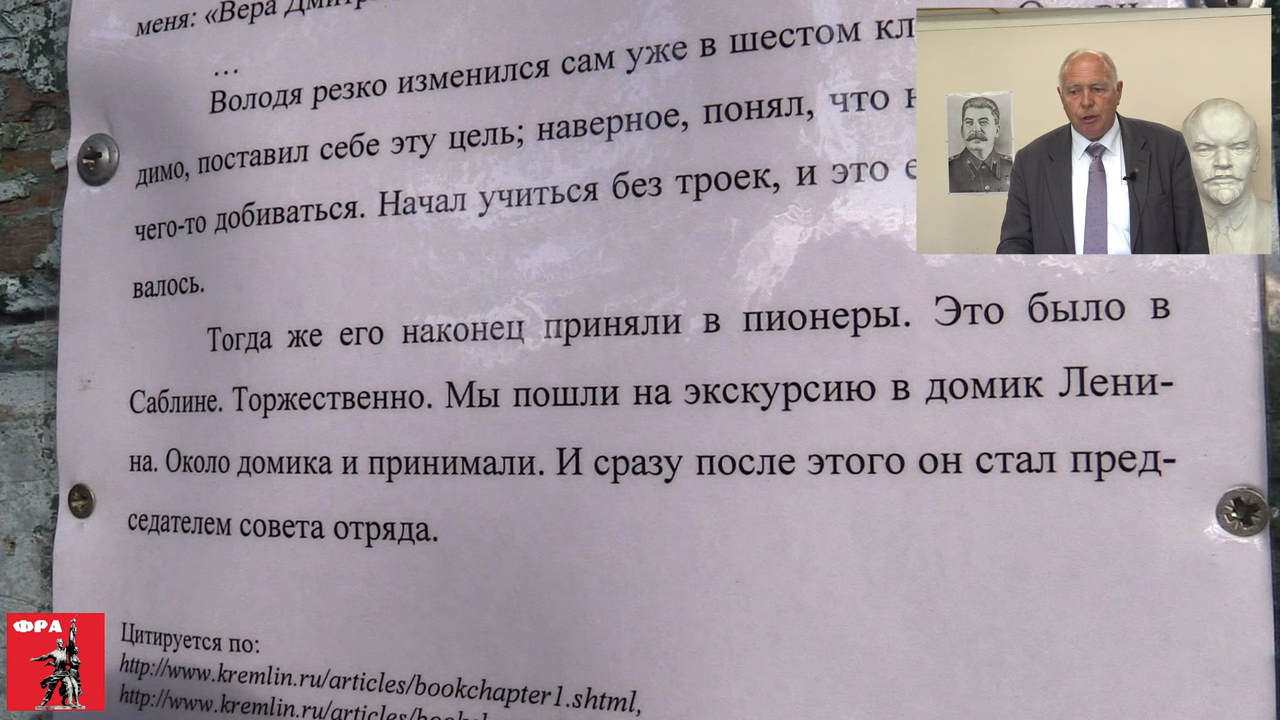 меня: «Вера
…
Володя резко изменился сам уже в шестом
димо, поставил себе эту цель; наверное, понял, что
чего-то добиваться. Начал учиться без троек, и это
валось.
Тогда же его наконец приняли в пионеры. Это было в
Саблине. Торжественно. Мы пошли на экскурсию в домик Лени-
на. Около домика и принимали. И сразу после этого он стал пред-
седателем совета отряда.
Цитируется по:
http://www.kremlin.ru/articles/bookchapter1.shtml,
http://www.kremlin.ru/articles/
ФРА